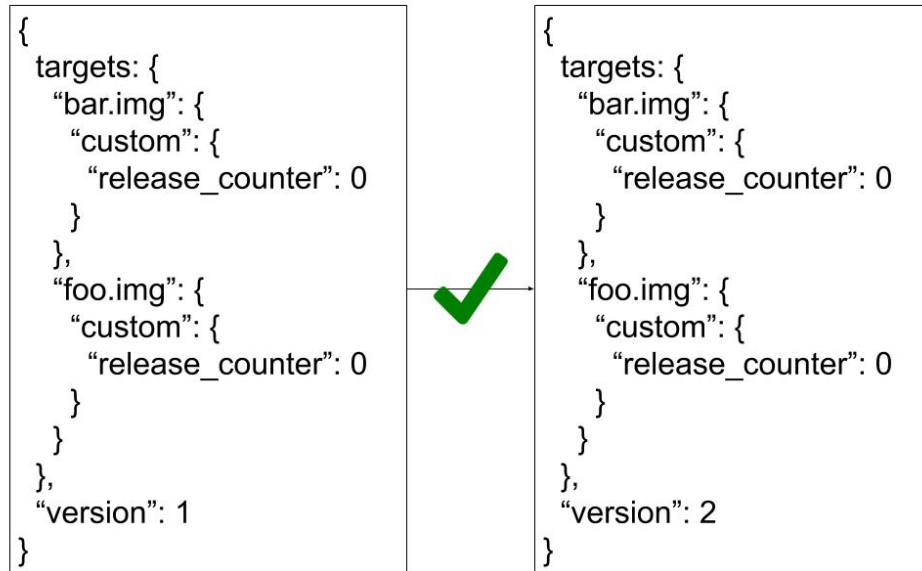 {
targets: {
“bar.img”: {
“custom”: {
“release_counter”: 0
}
},
“foo.img”: {
“custom”: {
“release_counter”: 0
}
}
},
“version”: 1
}
{
targets: {
“bar.img”: {
“custom”: {
“release_counter”: 0
}
},
“foo.img”: {
“custom”: {
“release_counter”: 0
}
}
},
“version”: 2
}